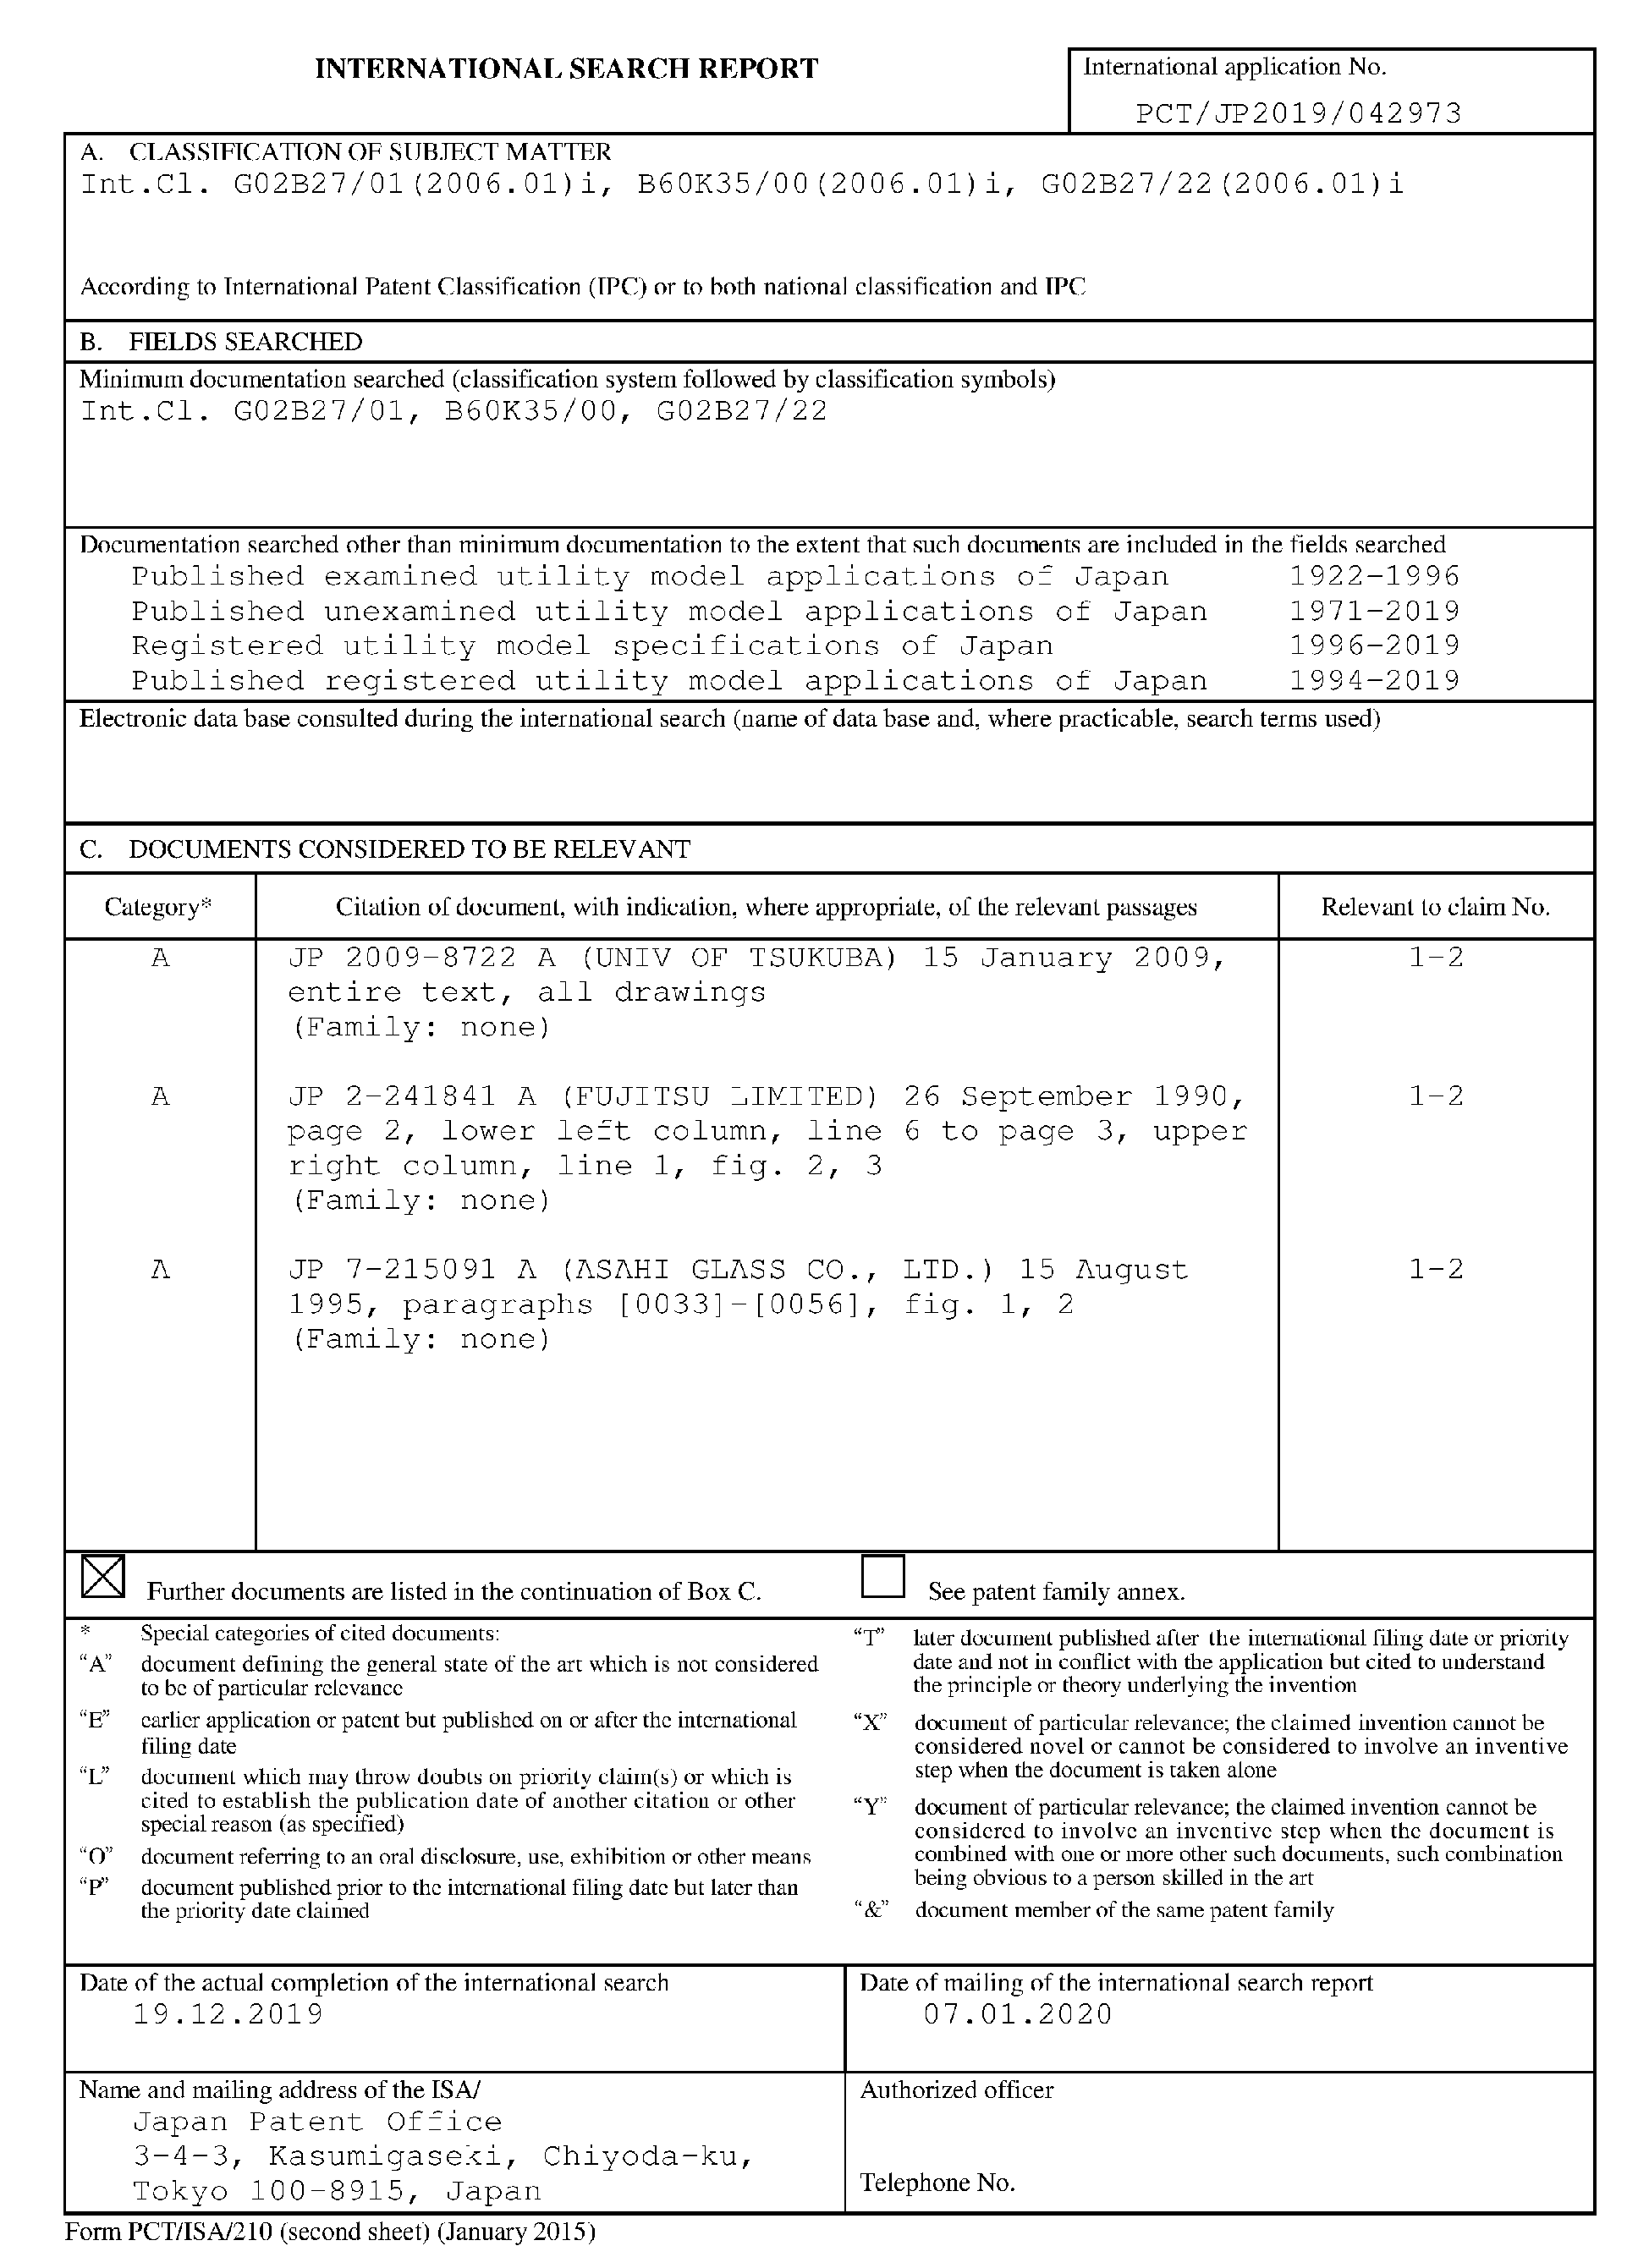 INTERNATIONAL SEARCH REPORT
International application No.
PCT/JP2019/042973
A. CLASSIFICATION OF SUBJECT MATTER
Int.Cl. G02B27/01(2006.01)i, B60K35/00(2006.01)i, G02B27/22(2006.01)i
According to International Patent Classification (IPC) or to both national classification and IPC
B. FIELDS SEARCHED
Minimum documentation searched (classification system followed by classification symbols)
Int.Cl. G02B27/01, B60K35/00, G02B27/22
Documentation searched other than minimum documentation to the extent that such documents are included in the fields searched
Published examined utility model applications of Japan 1922-1996
Published unexamined utility model applications of Japan 1971-2019
Registered utility model specifications of Japan 1996-2019
Published registered utility model applications of Japan 1994-2019
Electronic data base consulted during the international search (name of data base and, where practicable, search terms used)
C. DOCUMENTS CONSIDERED TO BE RELEVANT
Category* Citation of document, with indication, where appropriate, of the relevant passages Relevant to claim No.
A JP 2009-8722 A (UNIV OF TSUKUBA) 15 January 2009, 1-2
entire text, all drawings
(Family: none)
A JP 2-241841 A (FUJITSU LIMITED) 26 September 1990, 1-2
page 2, lower left column, line 6 to page 3, upper
right column, line 1, fig. 2, 3
(Family: none)
A JP 7-215091 A (ASAHI GLASS CO., LTD.) 15 August 1-2
1995, paragraphs [0033]-[0056], fig. 1, 2
(Family: none)
Further documents are listed in the continuation of Box C.
See patent family annex.
* Special categories of cited documents:
"A" document defining the general state of the art which is not considered
to be of particular relevance
"E" earlier application or patent but published on or after the international
filing date
"L" document which may throw doubts on priority claim(s) or which is
cited to establish the publication date of another citation or other
special reason (as specified)
"O" document referring to an oral disclosure, use, exhibition or other means
"P" document published prior to the international filing date but later than
the priority date claimed
"T" later document published after the international filing date or priority
date and not in conflict with the application but cited to understand
the principle or theory underlying the invention
"X" document of particular relevance; the claimed invention cannot be
considered novel or cannot be considered to involve an inventive
step when the document is taken alone
"Y" document of particular relevance; the claimed invention cannot be
considered to involve an inventive step when the document is
combined with one or more other such documents, such combination
being obvious to a person skilled in the art
"&" document member of the same patent family
Date of the actual completion of the international search
19.12.2019
Date of mailing of the international search report
07.01.2020
Name and mailing address of the ISA/
Japan Patent Office
3-4-3, Kasumigaseki, Chiyoda-ku,
Tokyo 100-8915, Japan
Authorized officer
Telephone No.
Form PCT/ISA/210 (second sheet) (January 2015)